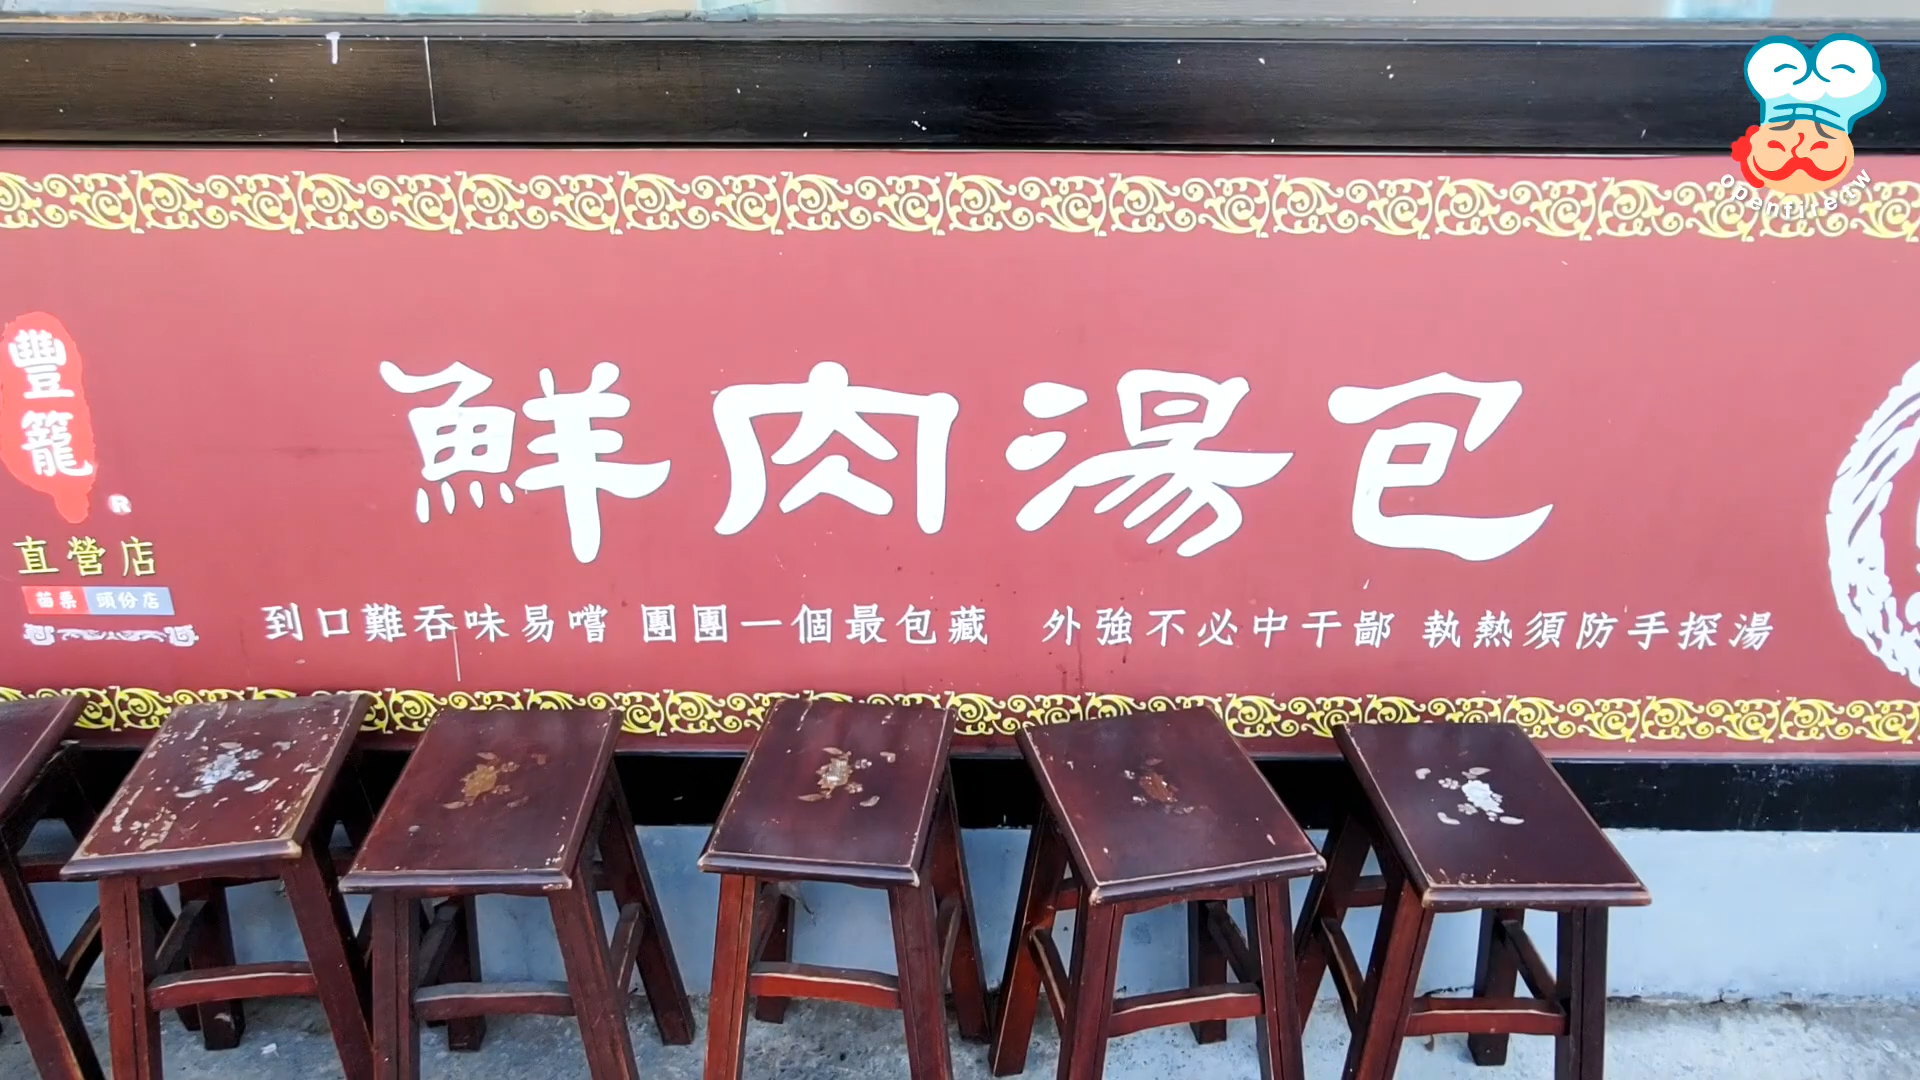 豐籠
®
直營店
苗栗 頭份店
鮮肉湯包
到口難吞味易嚐 團團一個最包藏 外強不必中干鄙 執熱須防手探湯
openfire.tw